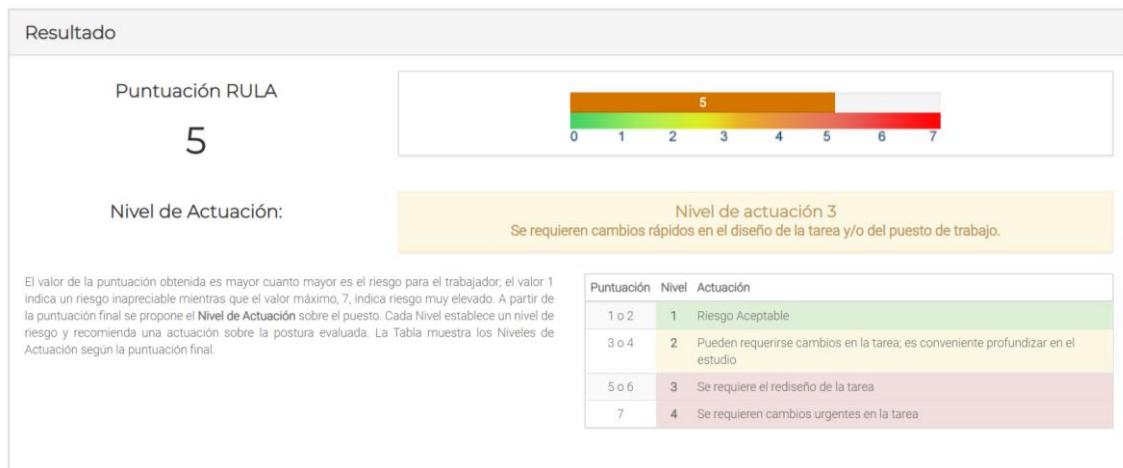 Resultado
Puntuación RULA
5
5
0 1 2 3 4 5 6 7
Nivel de Actuación:
Nivel de actuación 3
Se requieren cambios rápidos en el diseño de la tarea y/o del puesto de trabajo.
El valor de la puntuación obtenida es mayor cuanto mayor es el riesgo para el trabajador; el valor 1
indica un riesgo inapreciable mientras que el valor máximo, 7, indica riesgo muy elevado. A partir de
la puntuación final se propone el Nivel de Actuación sobre el puesto. Cada Nivel establece un nivel de
riesgo y recomienda una actuación sobre la postura evaluada. La Tabla muestra los Niveles de
Actuación según la puntuación final.
Puntuación Nivel Actuación
1 o 2 1 Riesgo Aceptable
3 o 4 2 Pueden requerirse cambios en la tarea; es conveniente profundizar en el
estudio
5 o 6 3 Se requiere el rediseño de la tarea
7 4 Se requieren cambios urgentes en la tarea